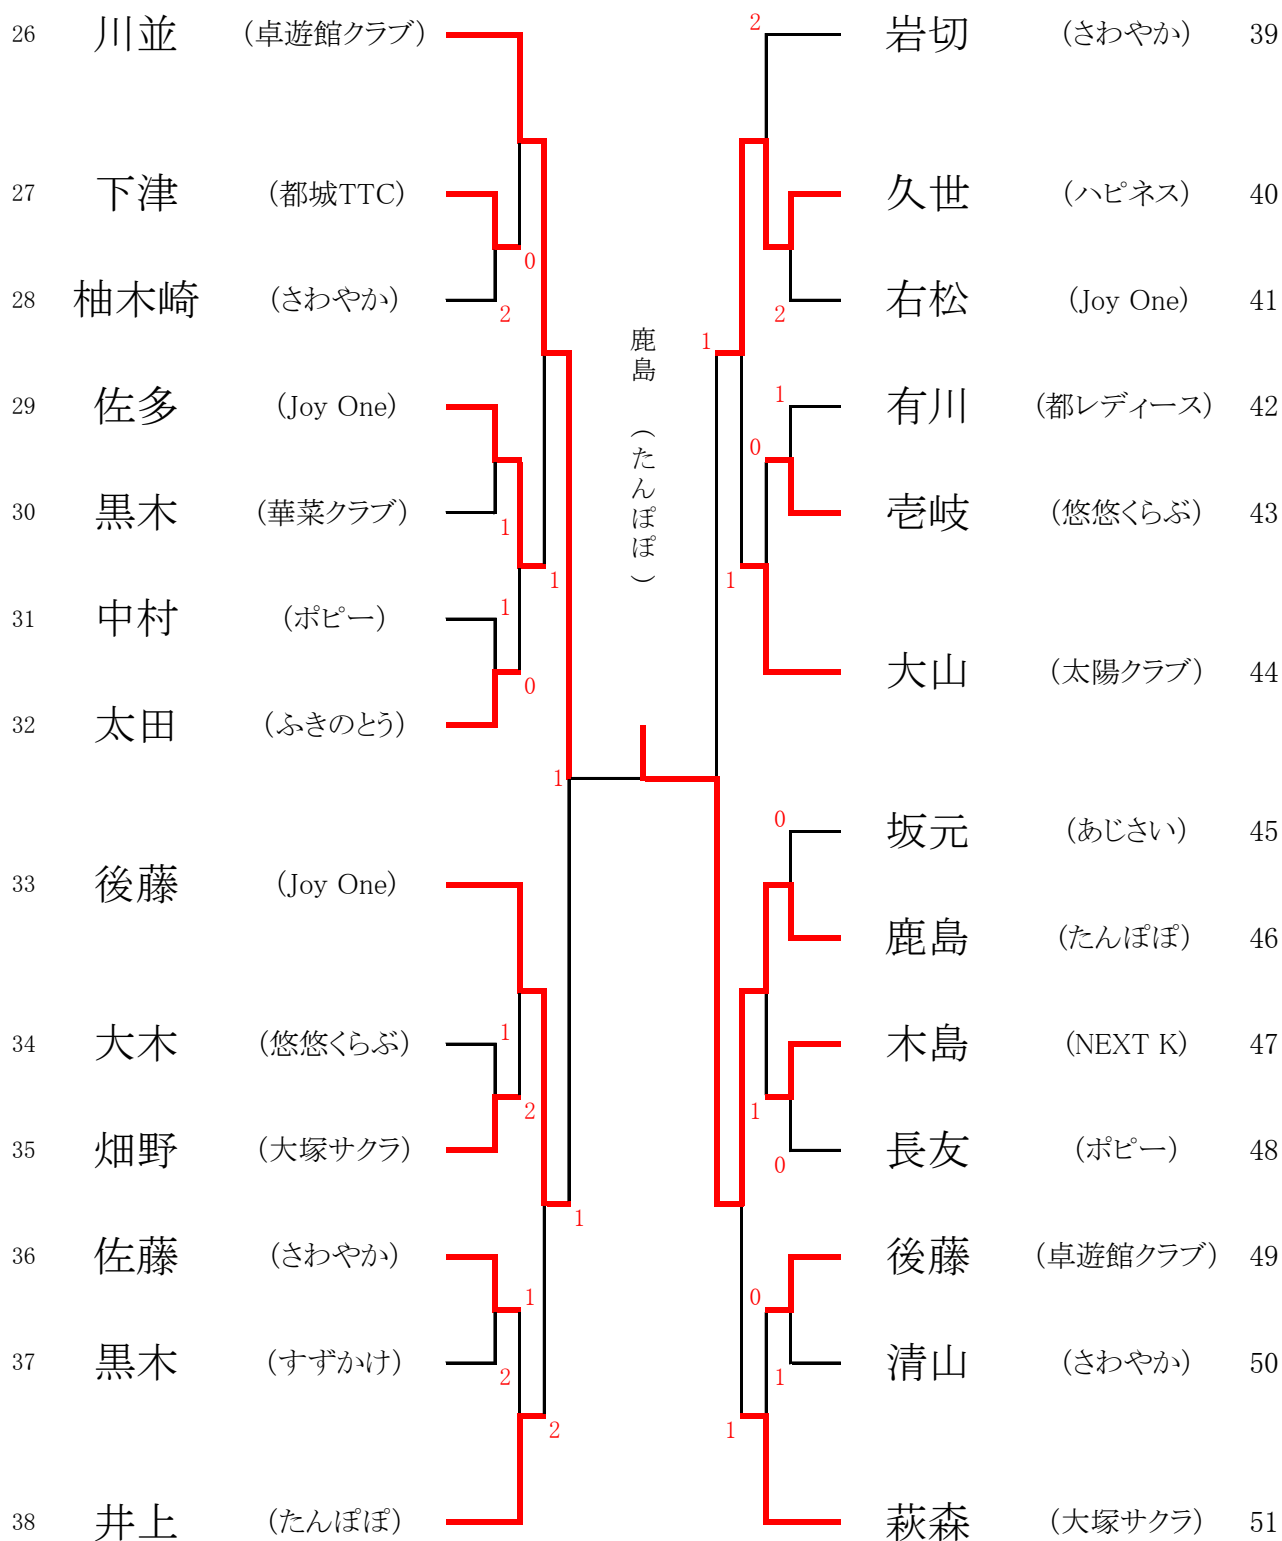 26 川並 (卓遊館クラブ)
27 下津 (都城TTC)
0
28 柚木崎 (さわやか)
2
29 佐多 (Joy One)
30 黒木 (華菜クラブ)
1
1
31 中村 (ポピー)
1
0
32 太田 (ふきのとう)
1
33 後藤 (Joy One)
34 大木 (悠悠くらぶ)
1
2
35 畑野 (大塚サクラ)
1
36 佐藤 (さわやか)
1
37 黒木 (すずかけ)
2
2
38 井上 (たんぽぽ)
鹿島 (たんぽぽ)
2
岩切 (さわやか) 39
久世 (ハピネス) 40
右松 (Joy One) 41
2
1
1
有川 (都レディース) 42
0
壱岐 (悠悠くらぶ) 43
1
大山 (太陽クラブ) 44
0
坂元 (あじさい) 45
鹿島 (たんぽぽ) 46
木島 (NEXT K) 47
1
長友 (ポピー) 48
0
後藤 (卓遊館クラブ) 49
0
清山 (さわやか) 50
1
1
萩森 (大塚サクラ) 51